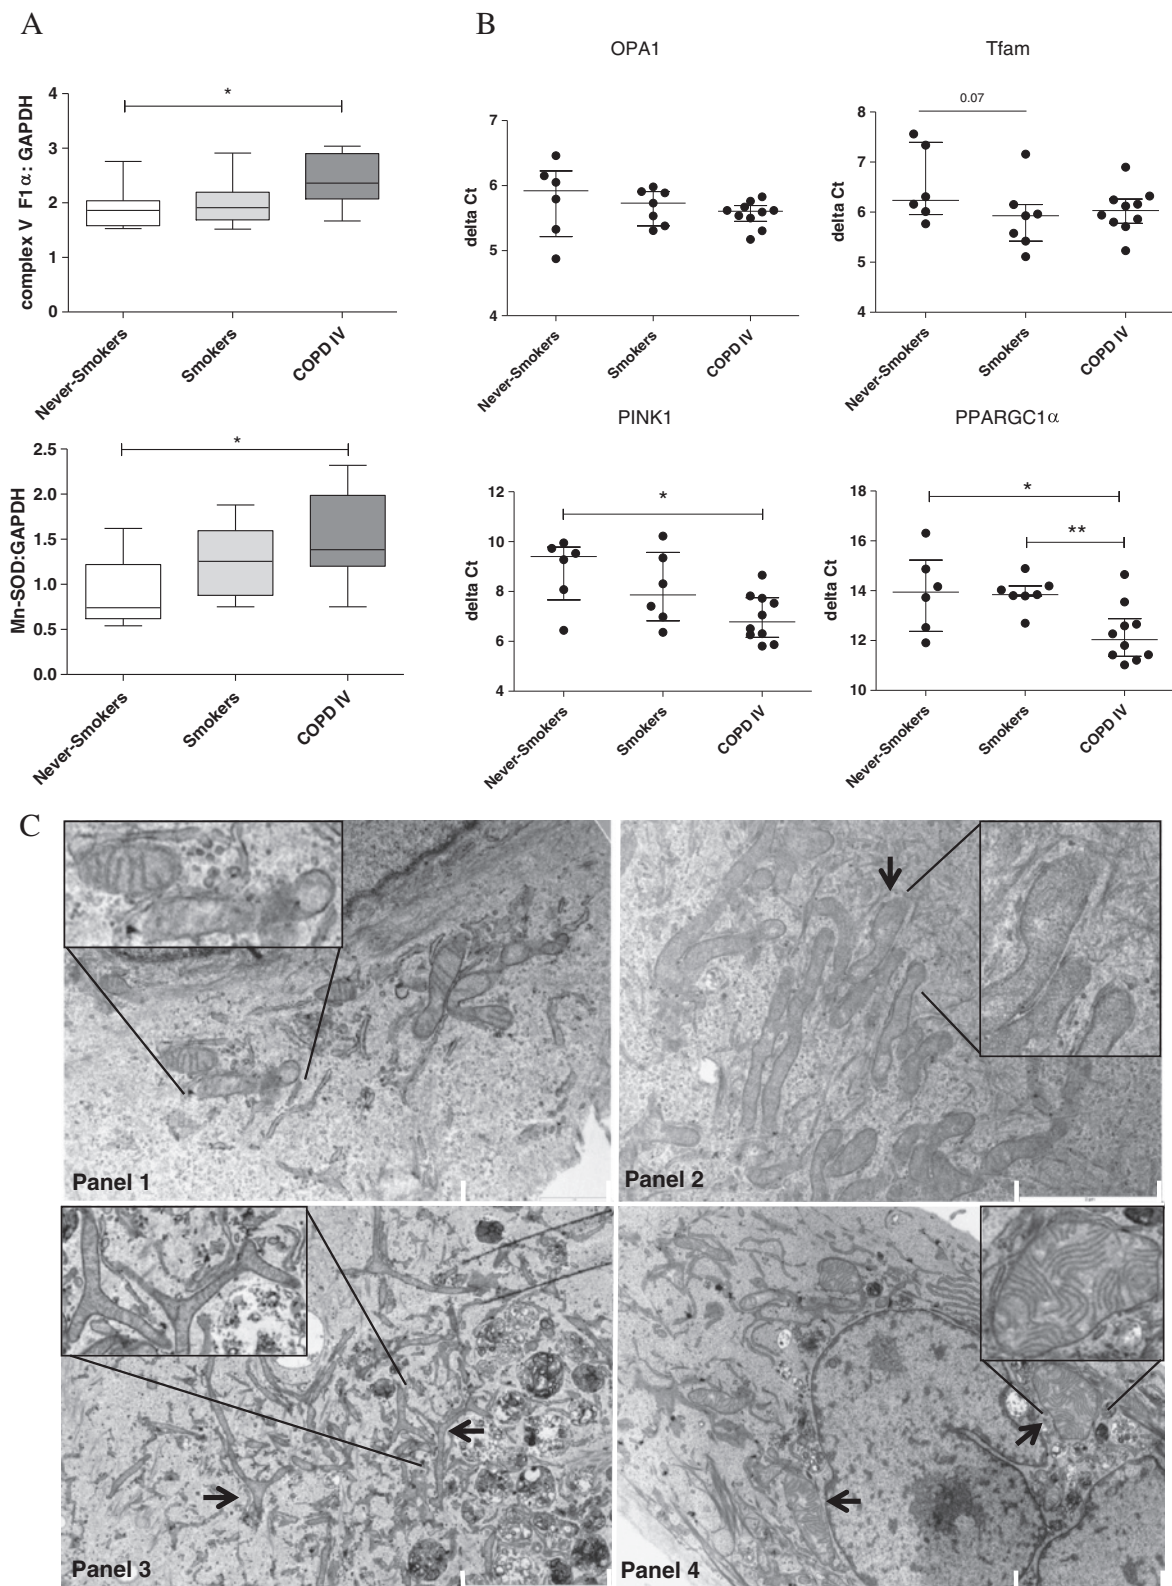 A
complex V F1α: GAPDH
4
3
2
1
0
*
Never-Smokers
Smokers
COPD IV
Mn-SOD:GAPDH
2.5
2.0
1.5
1.0
0.5
0.0
*
Never-Smokers
Smokers
COPD IV
B
OPA1
delta Ct
7
6
5
4
Never-Smokers
Smokers
COPD IV
Tfam
delta Ct
8
7
6
5
4
0.07
Never-Smokers
Smokers
COPD IV
PINK1
delta Ct
12
10
8
6
4
*
Never-Smokers
Smokers
COPD IV
PPARGC1α
delta Ct
18
16
14
12
10
*
**
Never-Smokers
Smokers
COPD IV
C
Panel 1
Panel 2
Panel 3
Panel 4